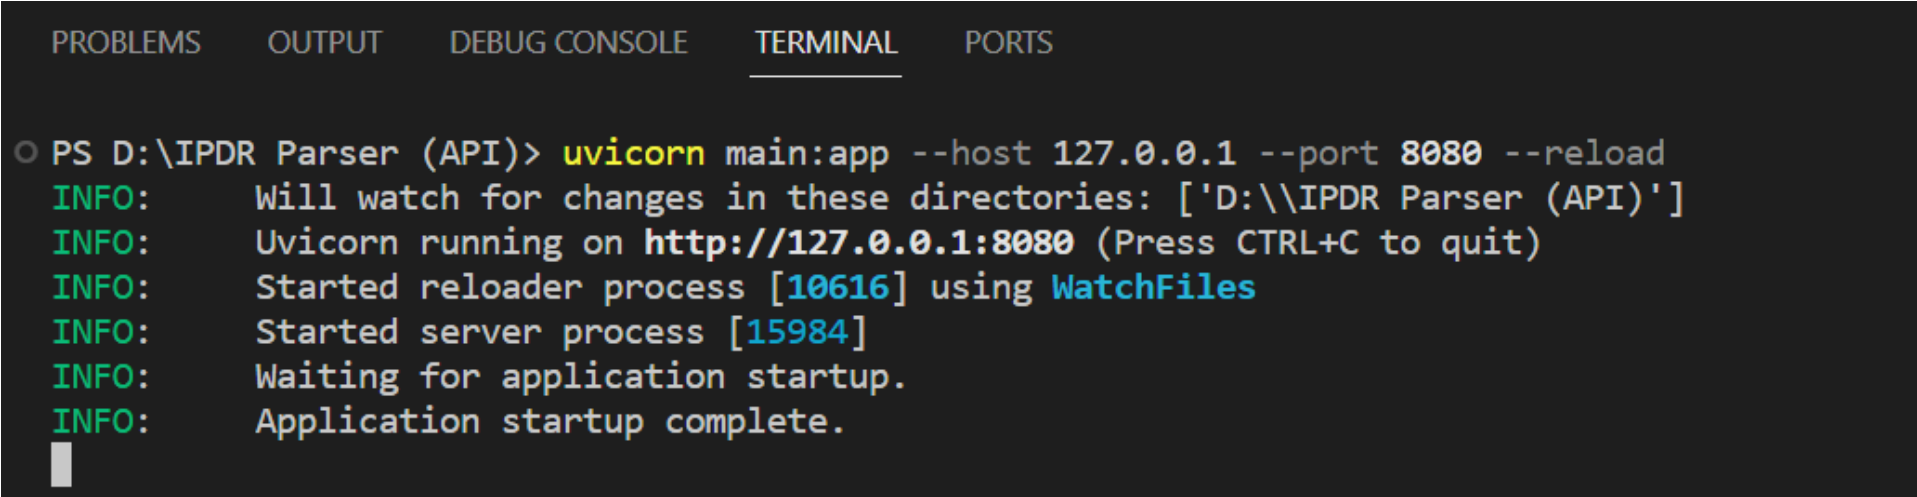 PROBLEMS OUTPUT DEBUG CONSOLE TERMINAL PORTS
PS D:\IPDR Parser (API)> uvicorn main:app --host 127.0.0.1 --port 8080 --reload
INFO:     Will watch for changes in these directories: ['D:\\IPDR Parser (API)']
INFO:     Uvicorn running on http://127.0.0.1:8080 (Press CTRL+C to quit)
INFO:     Started reloader process [10616] using WatchFiles
INFO:     Started server process [15984]
INFO:     Waiting for application startup.
INFO:     Application startup complete.